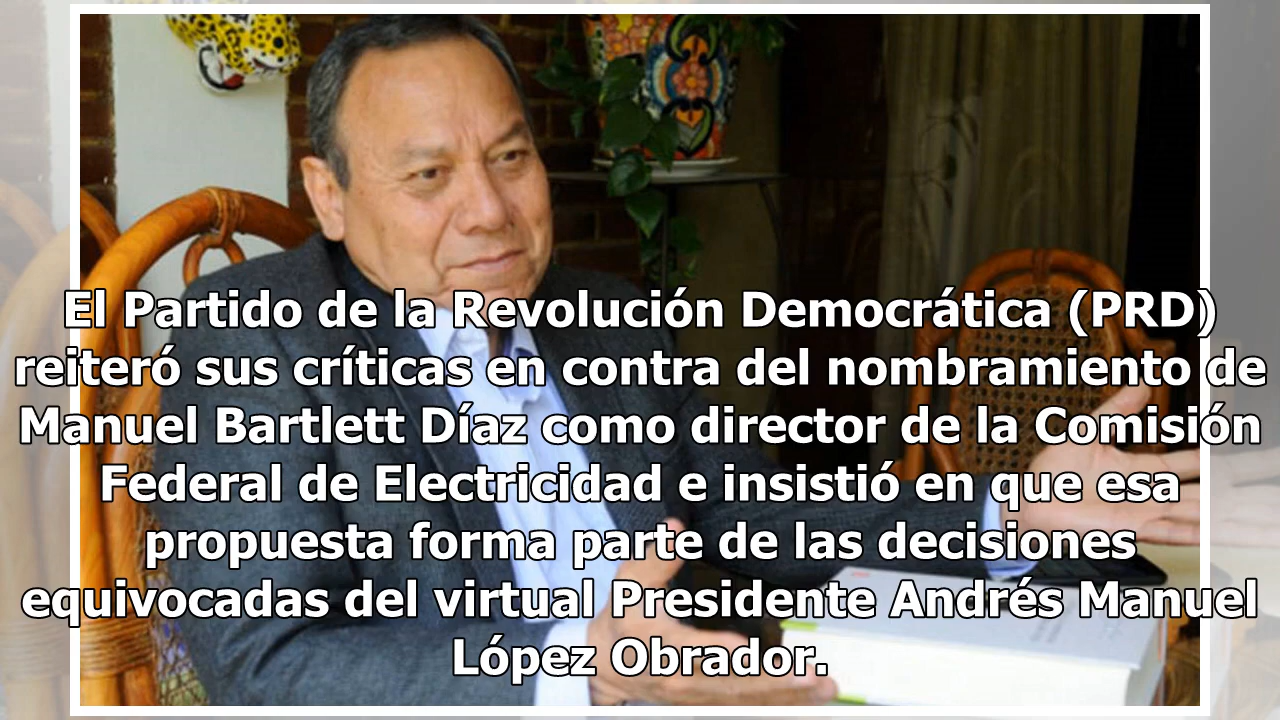 El Partido de la Revolución Democrática (PRD)
reiteró sus críticas en contra del nombramiento de
Manuel Bartlett Díaz como director de la Comisión
Federal de Electricidad e insistió en que esa
propuesta forma parte de las decisiones
equivocadas del virtual Presidente Andrés Manuel
López Obrador.